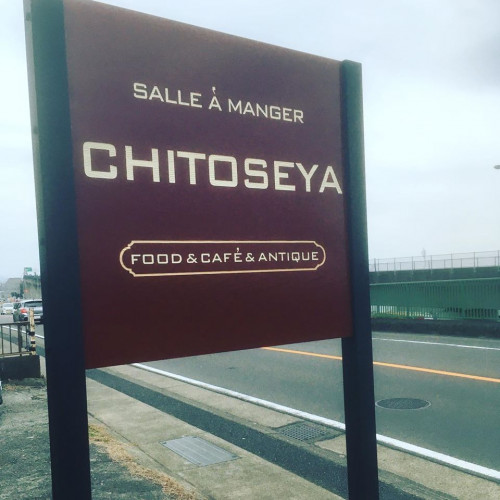 SALLE À MANGER
CHITOSEYA
FOOD & CAFÉ & ANTIQUE